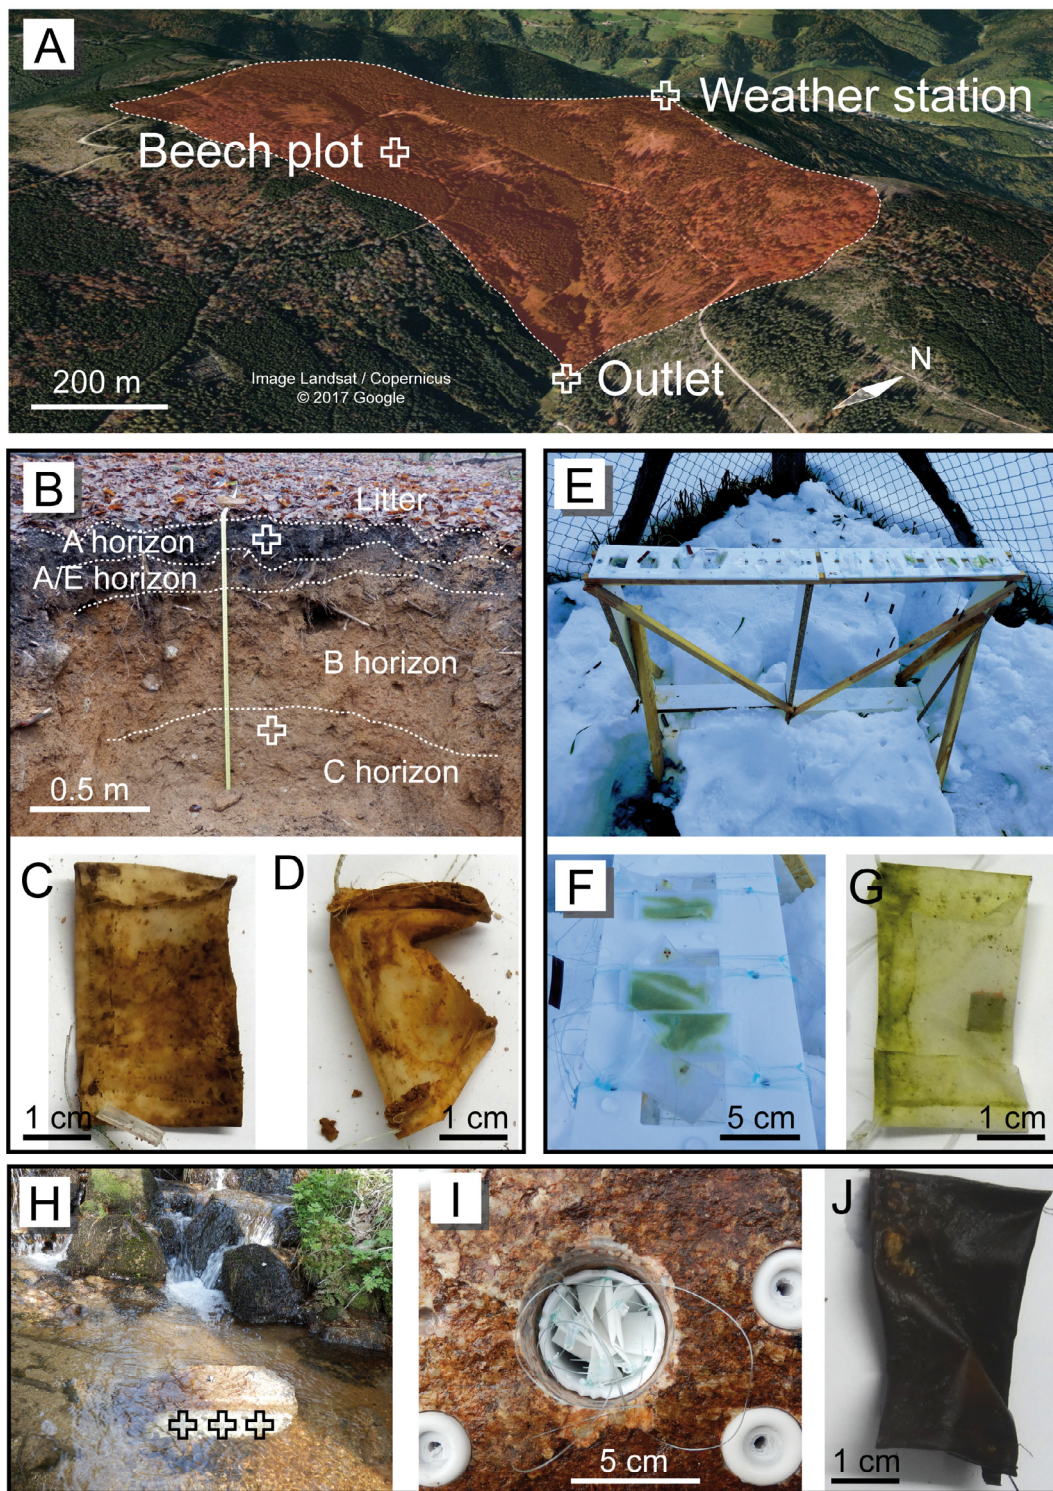 A
Weather station
Beech plot
Outlet
N
200 m
Image Landsat / Copernicus
© 2017 Google
B
Litter
A horizon
A/E horizon
B horizon
C horizon
0.5 m
C
1 cm
D
1 cm
E
F
5 cm
G
1 cm
H
I
5 cm
J
1 cm